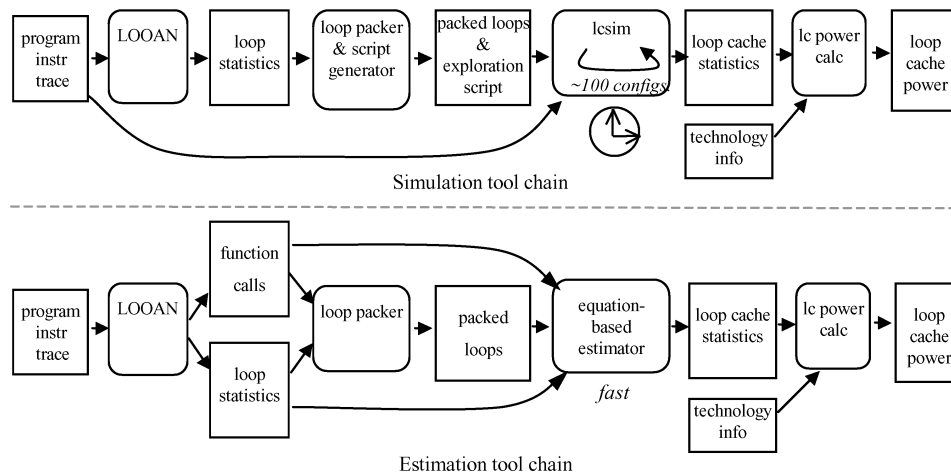 program
instr
trace
LOOAN
loop
statistics
loop packer
& script
generator
packed loops
&
exploration
script
lcsim
~100 configs.
loop cache
statistics
lc power
calc
loop
cache
power
technology
info
Simulation tool chain
program
instr
trace
LOOAN
function
calls
loop
statistics
loop packer
packed
loops
equation-
based
estimator
fast
loop cache
statistics
lc power
calc
loop
cache
power
technology
info
Estimation tool chain